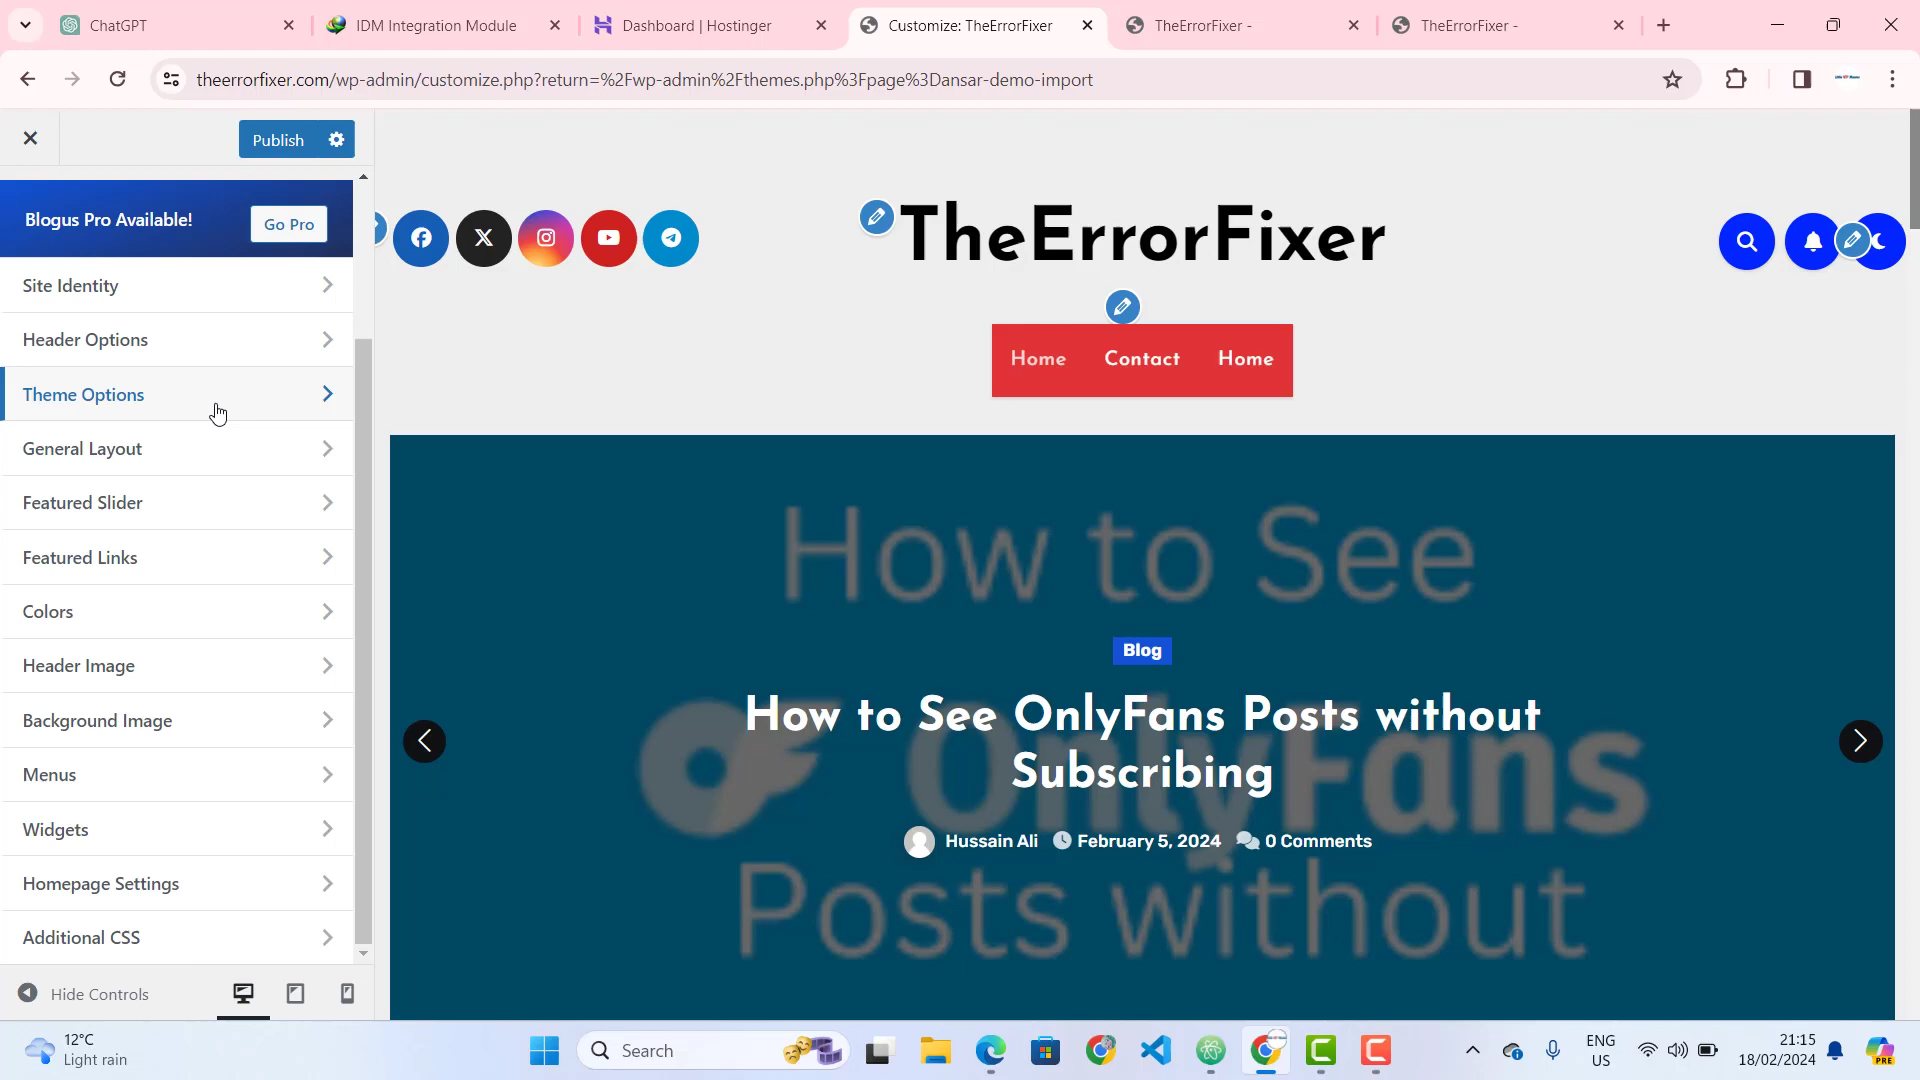 ChatGPT
IDM Integration Module
Dashboard | Hostinger
Customize: TheErrorFixer
TheErrorFixer -
TheErrorFixer -
theerrorfixer.com/wp-admin/customize.php?return=%2Fwp-admin%2Fthemes.php%3Fpage%3Dansar-demo-import
Publish
Blogus Pro Available!
Go Pro
Site Identity
Header Options
Theme Options
General Layout
Featured Slider
Featured Links
Colors
Header Image
Background Image
Menus
Widgets
Homepage Settings
Additional CSS
Hide Controls
TheErrorFixer
Home Contact Home
How to See
OnlyFans
Posts without
Blog
How to See OnlyFans Posts without
Subscribing
Hussain Ali February 5, 2024 0 Comments
12°C
Light rain
Search
ENG
US
21:15
18/02/2024
PRE